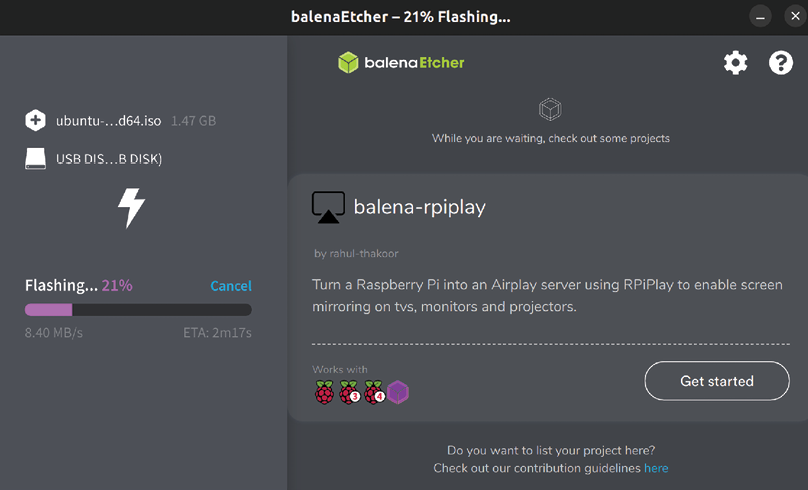 balenaEtcher – 21% Flashing...
ubuntu-...d64.iso 1.47 GB
USB DIS...B DISK)
Flashing... 21% Cancel
8.40 MB/s ETA: 2m17s
balenaEtcher
While you are waiting, check out some projects
balena-rpiplay
by rahul-thakoor
Turn a Raspberry Pi into an Airplay server using RPiPlay to enable screen
mirroring on tvs, monitors and projectors.
Works with
3 4
Get started
Do you want to list your project here?
Check out our contribution guidelines here